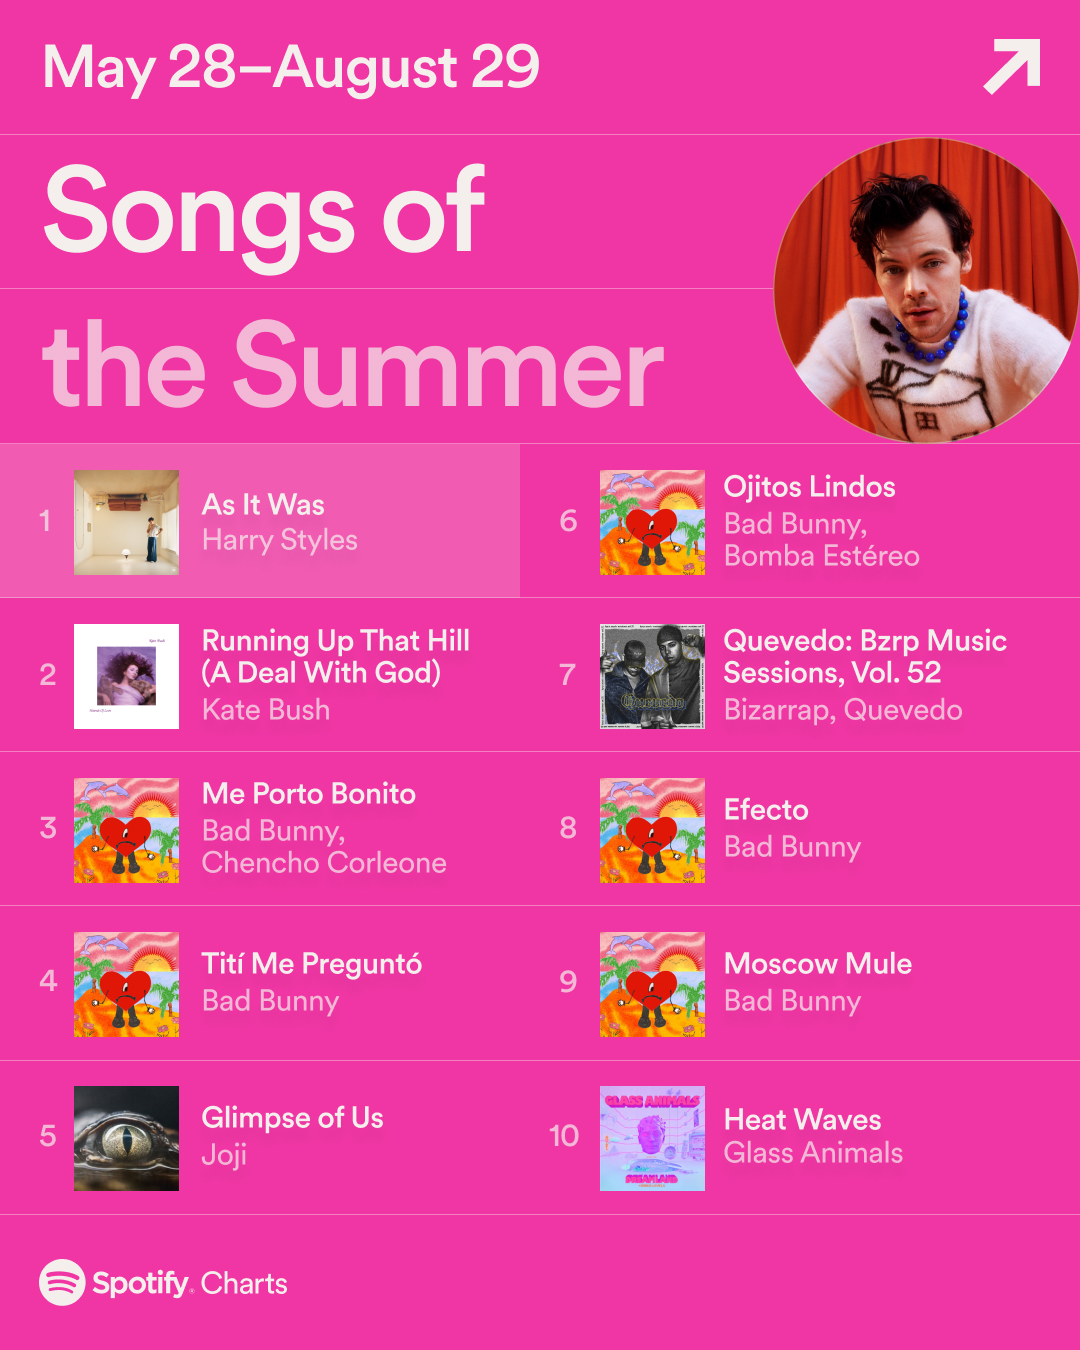 May 28–August 29
Songs of
the Summer
1
As It Was
Harry Styles
2
Running Up That Hill
(A Deal With God)
Kate Bush
3
Me Porto Bonito
Bad Bunny,
Chencho Corleone
4
Tití Me Preguntó
Bad Bunny
5
Glimpse of Us
Joji
6
Ojitos Lindos
Bad Bunny,
Bomba Estéreo
7
Quevedo: Bzrp Music
Sessions, Vol. 52
Bizarrap, Quevedo
8
Efecto
Bad Bunny
9
Moscow Mule
Bad Bunny
10
GLASS ANIMALS
DREAMLAND
Heat Waves
Glass Animals
Spotify Charts